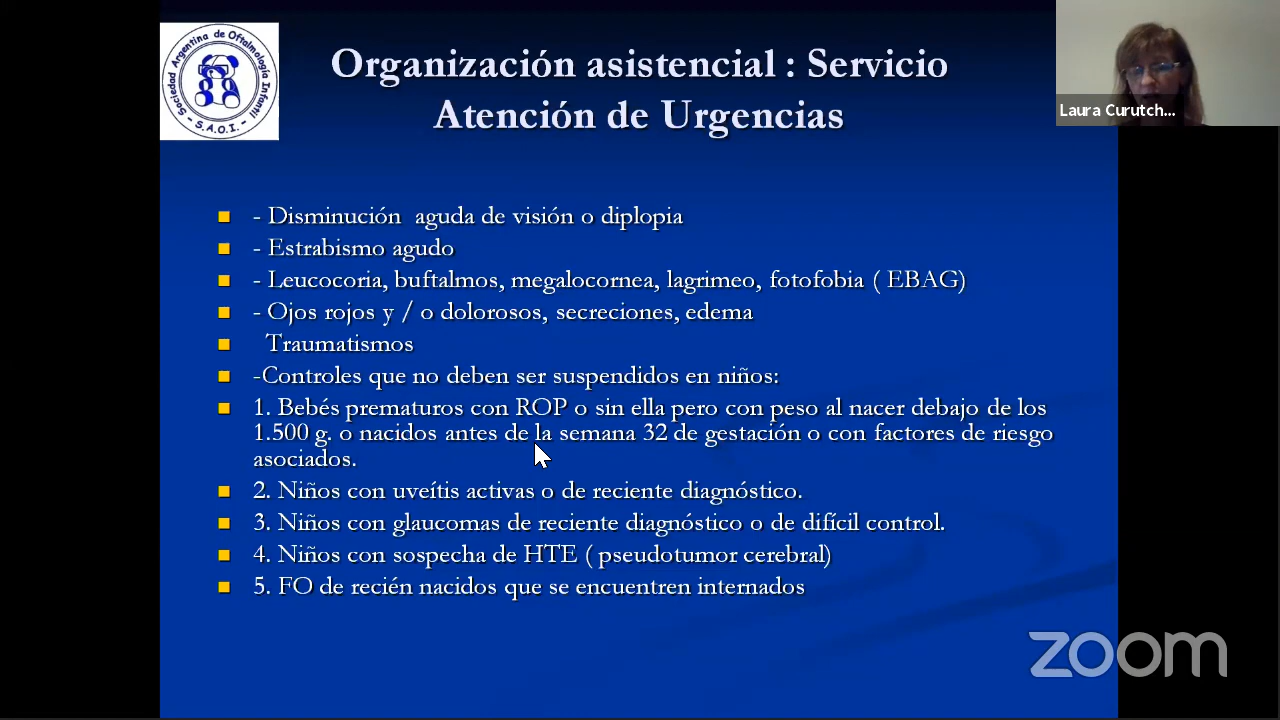 Sociedad Argentina de Oftalmología Infantil
- S.A.O.I. -
Organización asistencial : Servicio
Atención de Urgencias
Laura Curutch...
- Disminución  aguda de visión o diplopia
- Estrabismo agudo
- Leucocoria, buftalmos, megalocornea, lagrimeo, fotofobia ( EBAG)
- Ojos rojos y / o dolorosos, secreciones, edema
Traumatismos
-Controles que no deben ser suspendidos en niños:
1. Bebés prematuros con ROP o sin ella pero con peso al nacer debajo de los
1.500 g. o nacidos antes de la semana 32 de gestación o con factores de riesgo
asociados.
2. Niños con uveítis activas o de reciente diagnóstico.
3. Niños con glaucomas de reciente diagnóstico o de difícil control.
4. Niños con sospecha de HTE ( pseudotumor cerebral)
5. FO de recién nacidos que se encuentren internados
zoom